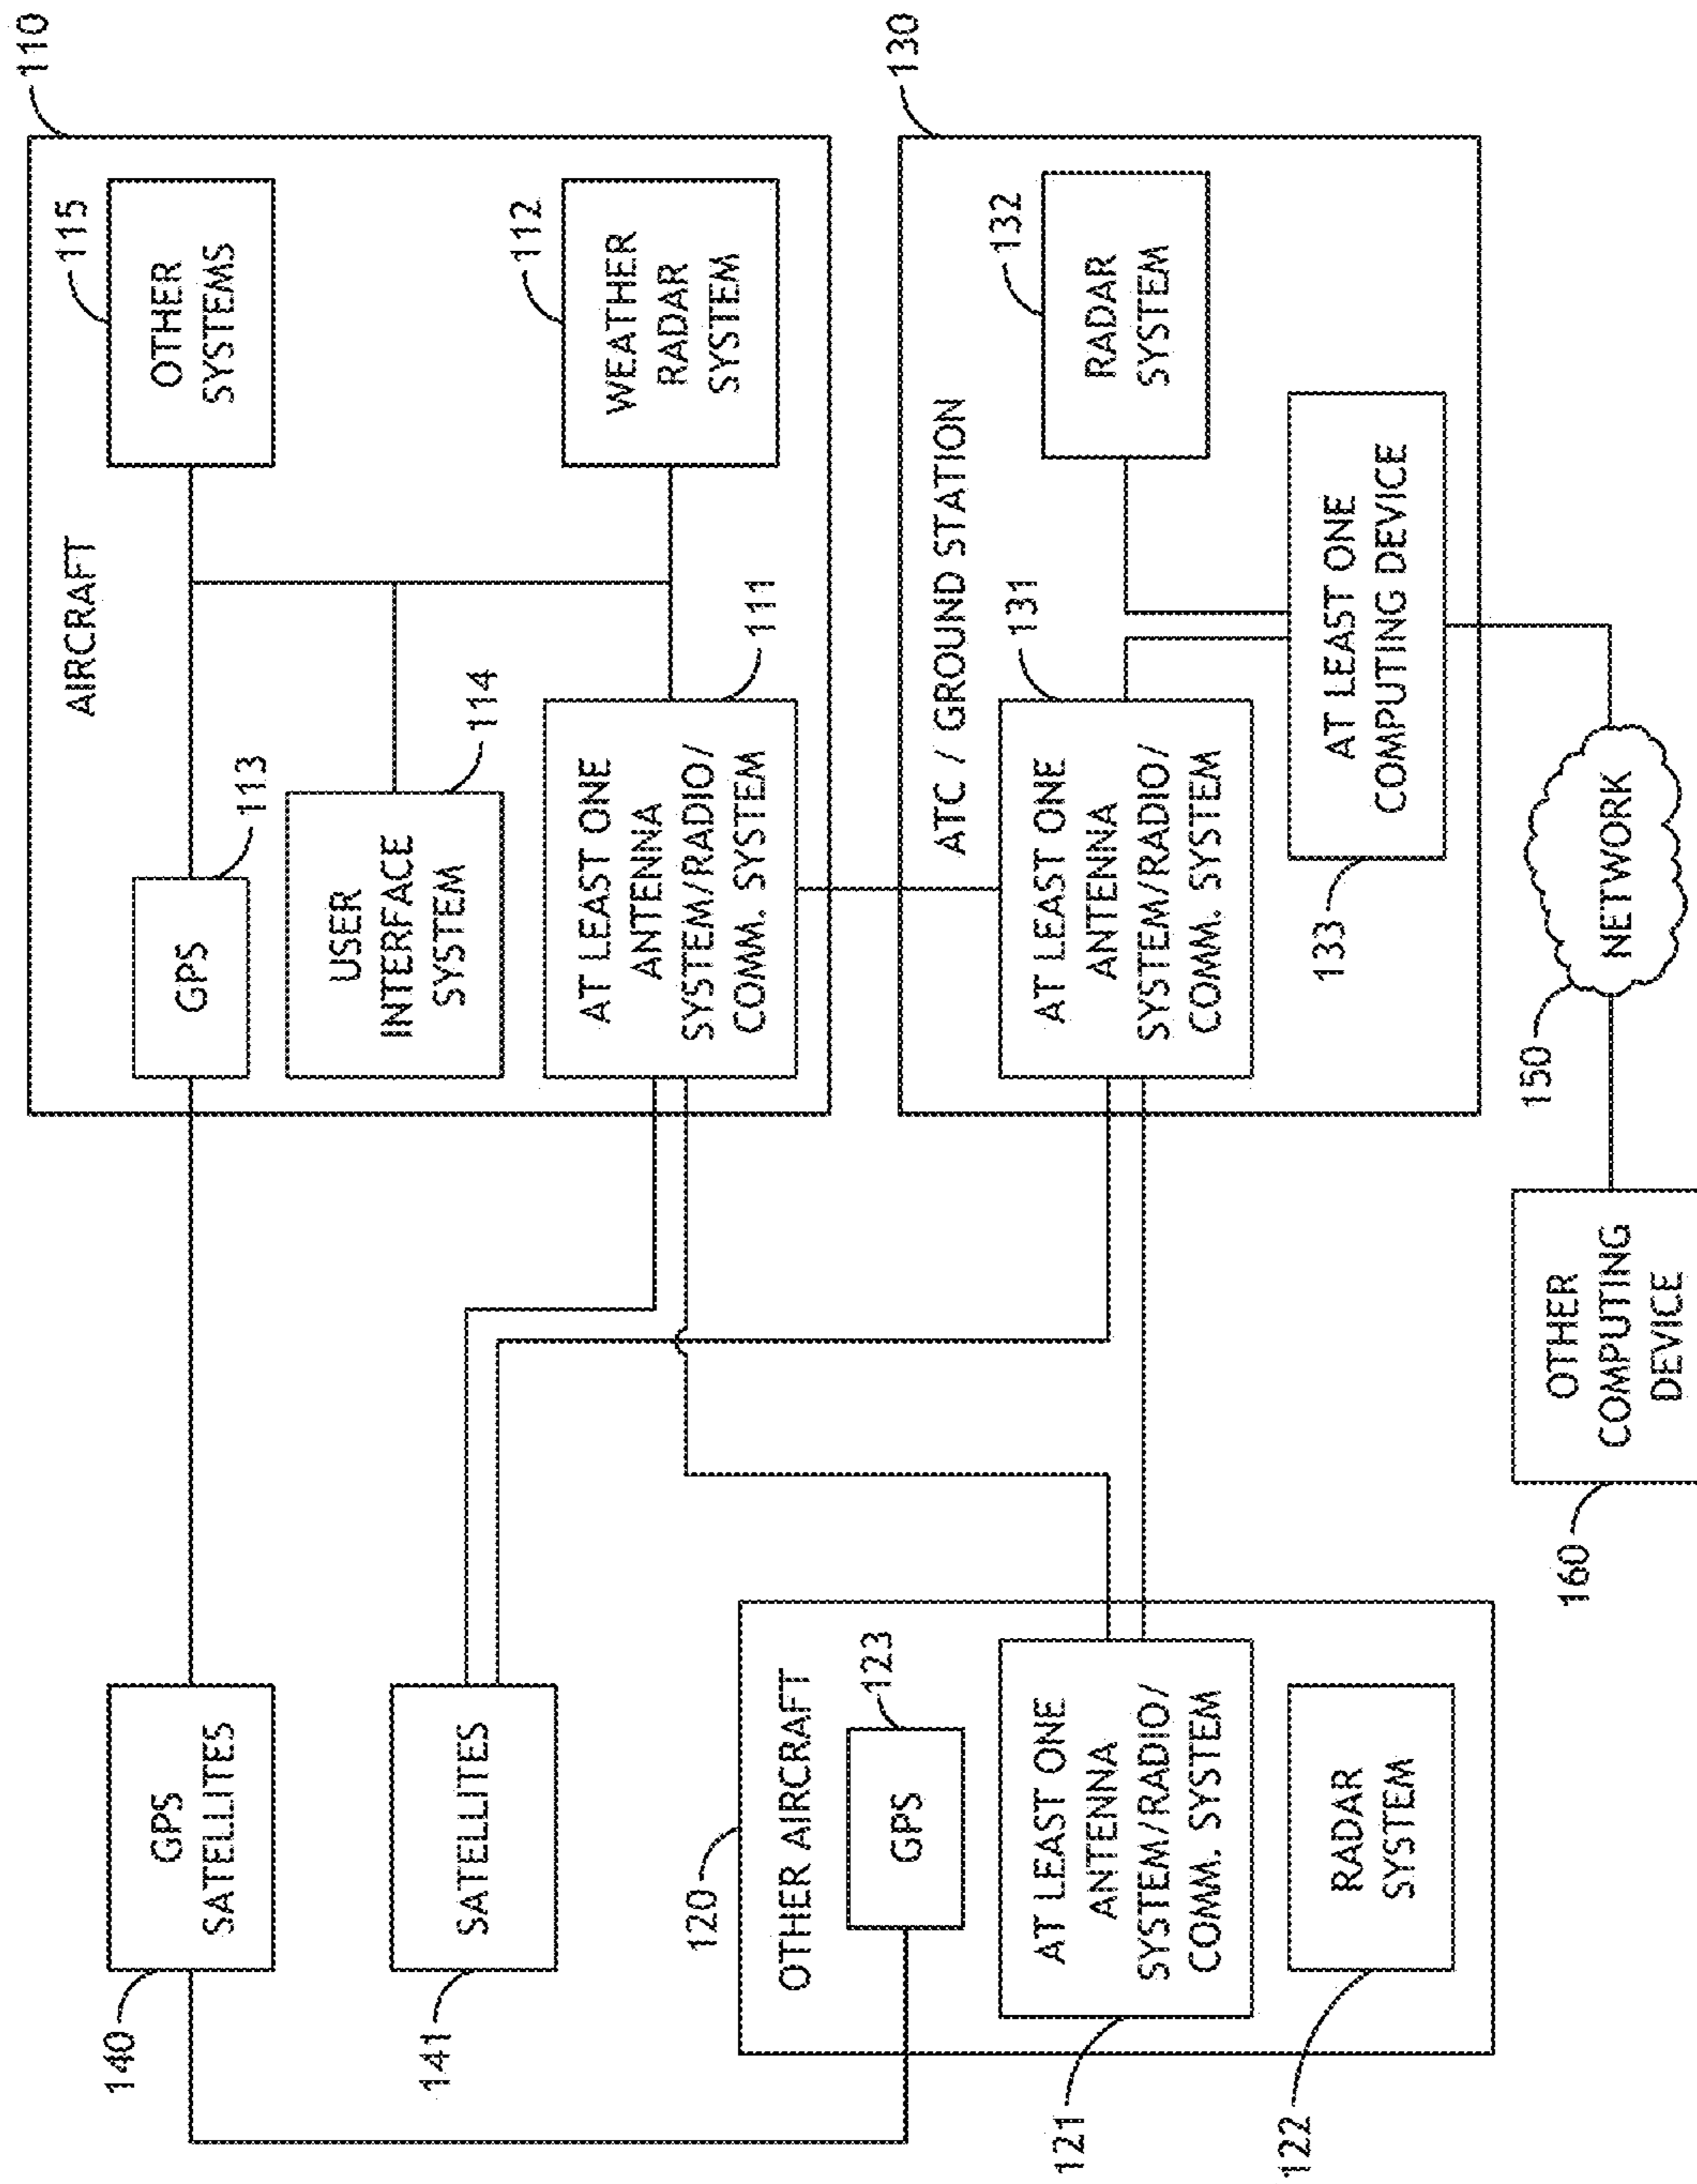 110
AIRCRAFT
115
OTHER
SYSTEMS
113
GPS
114
USER
INTERFACE
SYSTEM
112
WEATHER
RADAR
SYSTEM
111
AT LEAST ONE
ANTENNA
SYSTEM/RADIO/
COMM. SYSTEM
140
GPS
SATELLITES
141
SATELLITES
130
ATC / GROUND STATION
131
AT LEAST ONE
ANTENNA
SYSTEM/RADIO/
COMM. SYSTEM
132
RADAR
SYSTEM
133
AT LEAST ONE
COMPUTING DEVICE
120
OTHER AIRCRAFT
123
GPS
121
AT LEAST ONE
ANTENNA
SYSTEM/RADIO/
COMM. SYSTEM
122
RADAR
SYSTEM
150
NETWORK
160
OTHER
COMPUTING
DEVICE